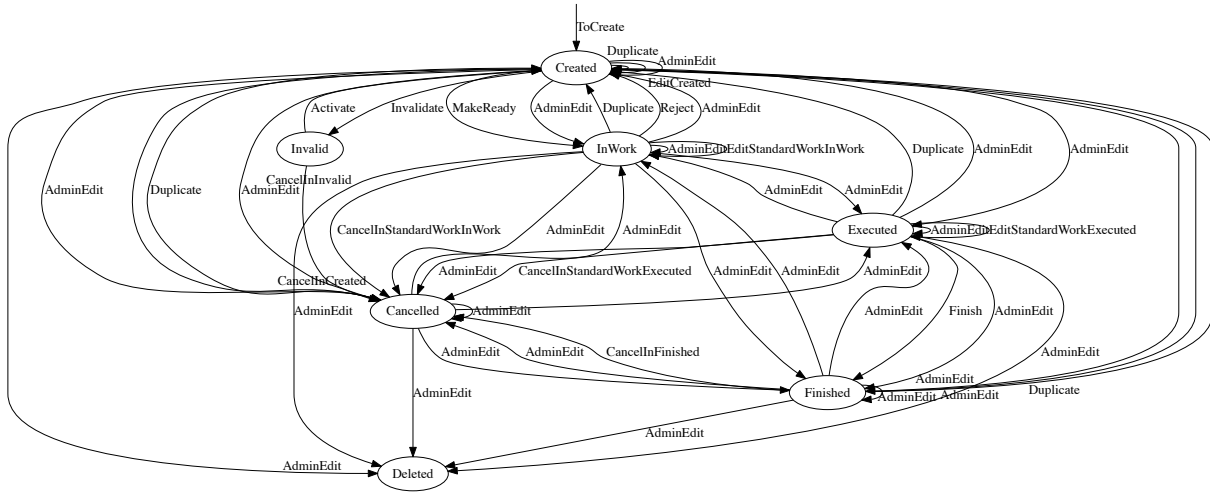 ToCreate
Duplicate
Created
AdminEdit
EditCreated
Activate
Invalidate
MakeReady
AdminEdit
Duplicate
Reject
AdminEdit
Invalid
InWork
AdminEdit
EditStandardWorkInWork
Duplicate
AdminEdit
AdminEdit
CancelInInvalid
AdminEdit
Duplicate
AdminEdit
AdminEdit
AdminEdit
CancelInStandardWorkInWork
AdminEdit
AdminEdit
Executed
AdminEdit
EditStandardWorkExecuted
CancelInCreated
AdminEdit
CancelInStandardWorkExecuted
AdminEdit
AdminEdit
AdminEdit
AdminEdit
Cancelled
AdminEdit
AdminEdit
Finish
AdminEdit
AdminEdit
AdminEdit
CancelInFinished
AdminEdit
AdminEdit
AdminEdit
Finished
AdminEdit
AdminEdit
Duplicate
AdminEdit
AdminEdit
AdminEdit
Deleted